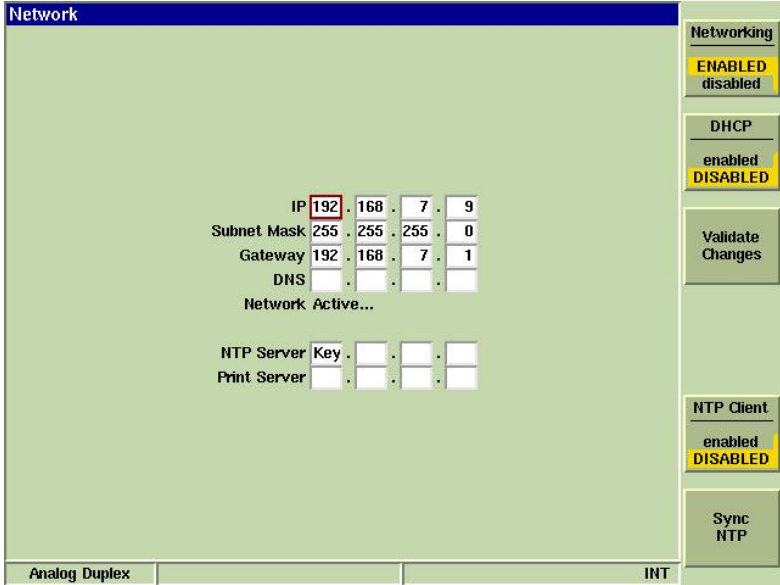 Network
Networking
ENABLED
disabled
DHCP
enabled
DISABLED
IP 192 . 168 . 7 . 9
Subnet Mask 255 . 255 . 255 . 0
Validate
Changes
Gateway 192 . 168 . 7 . 1
DNS . . .
Network Active...
NTP Server Key . . .
Print Server . . .
NTP Client
enabled
DISABLED
Sync
NTP
Analog Duplex INT